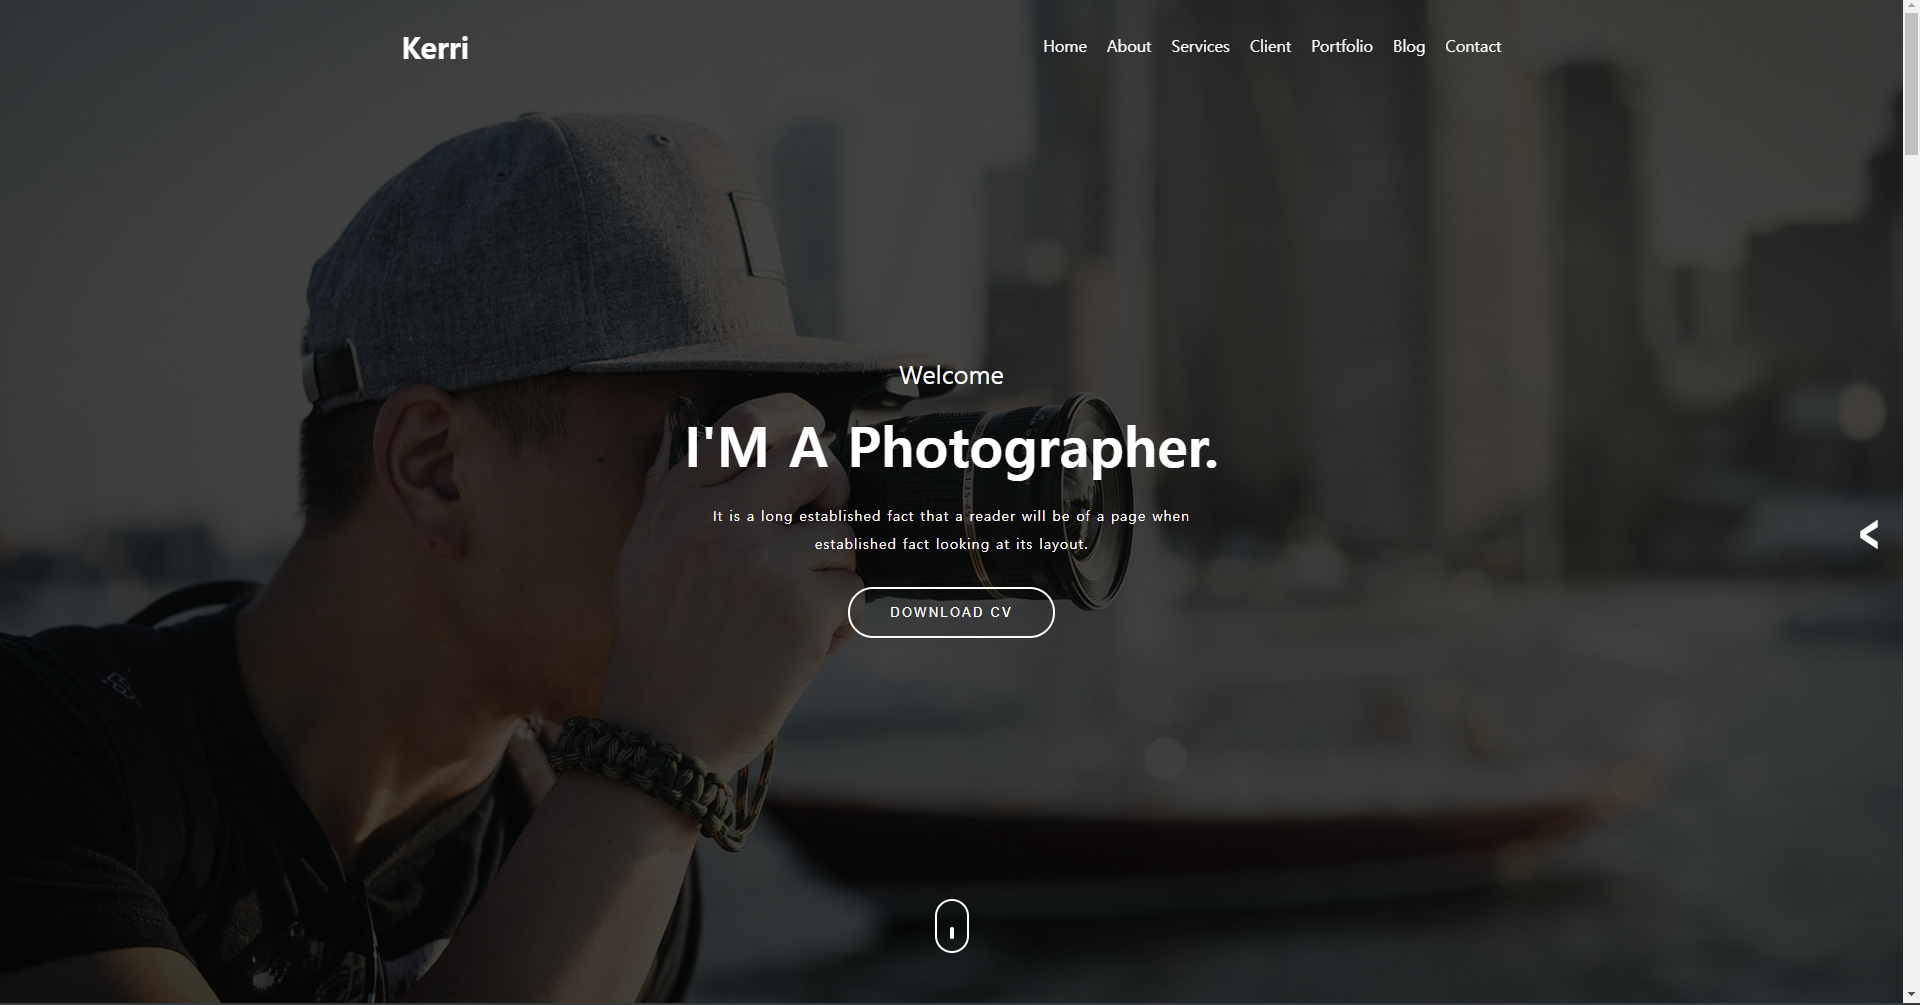 Kerri
Home About Services Client Portfolio Blog Contact
Welcome
I'M A Photographer.
It is a long established fact that a reader will be of a page when
established fact looking at its layout.
DOWNLOAD CV